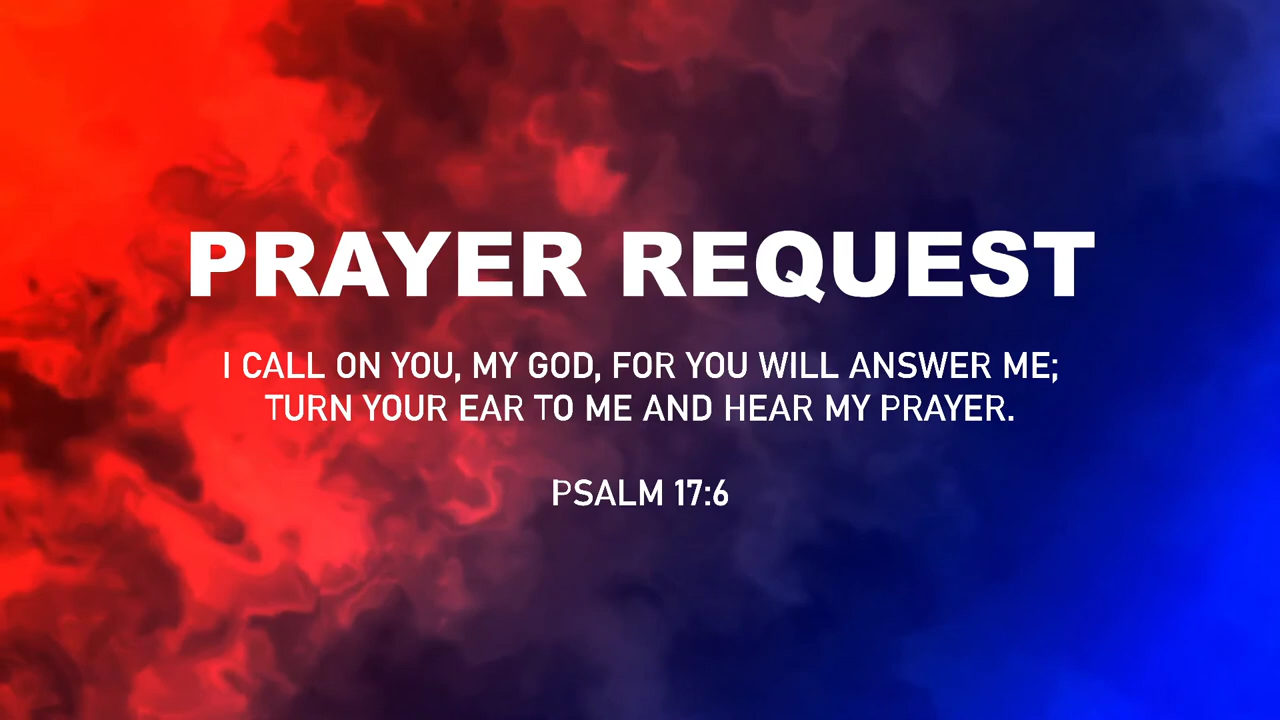 PRAYER REQUEST
I CALL ON YOU, MY GOD, FOR YOU WILL ANSWER ME;
TURN YOUR EAR TO ME AND HEAR MY PRAYER.
PSALM 17:6